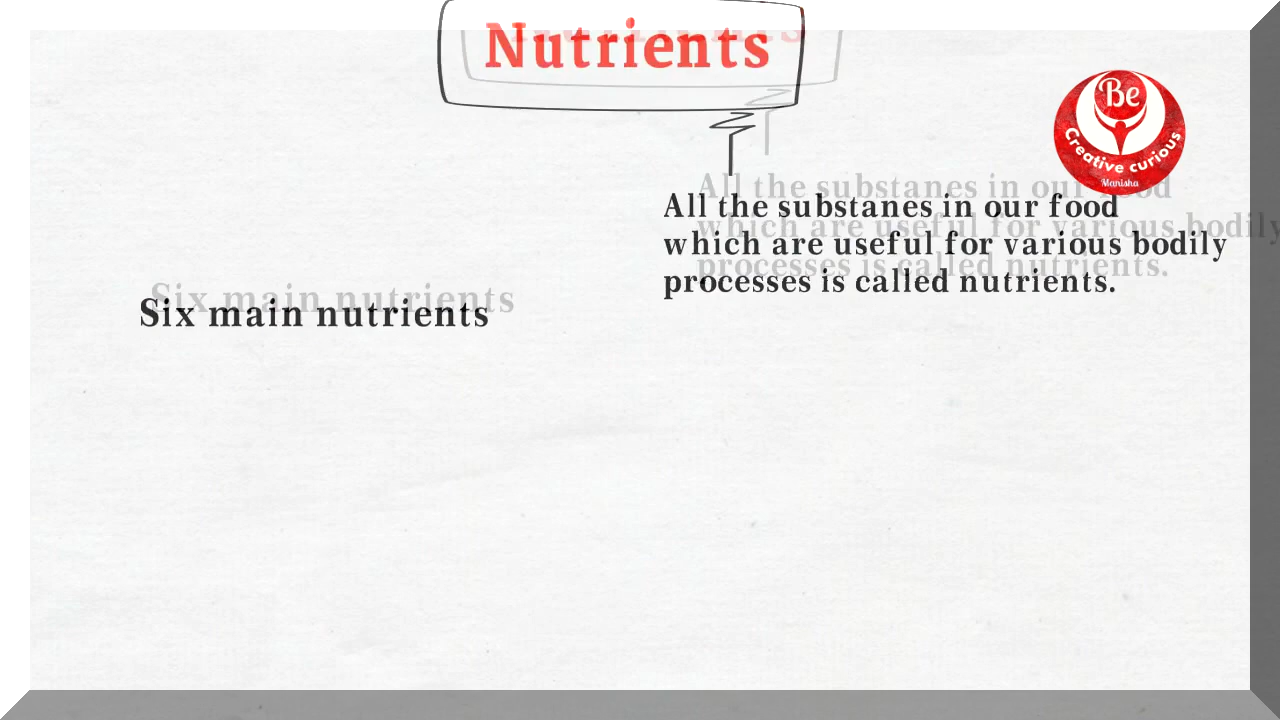 Nutrients
Be
Creative curious
Manisha
All the substanes in our food
which are useful for various bodily
processes is called nutrients.
Six main nutrients